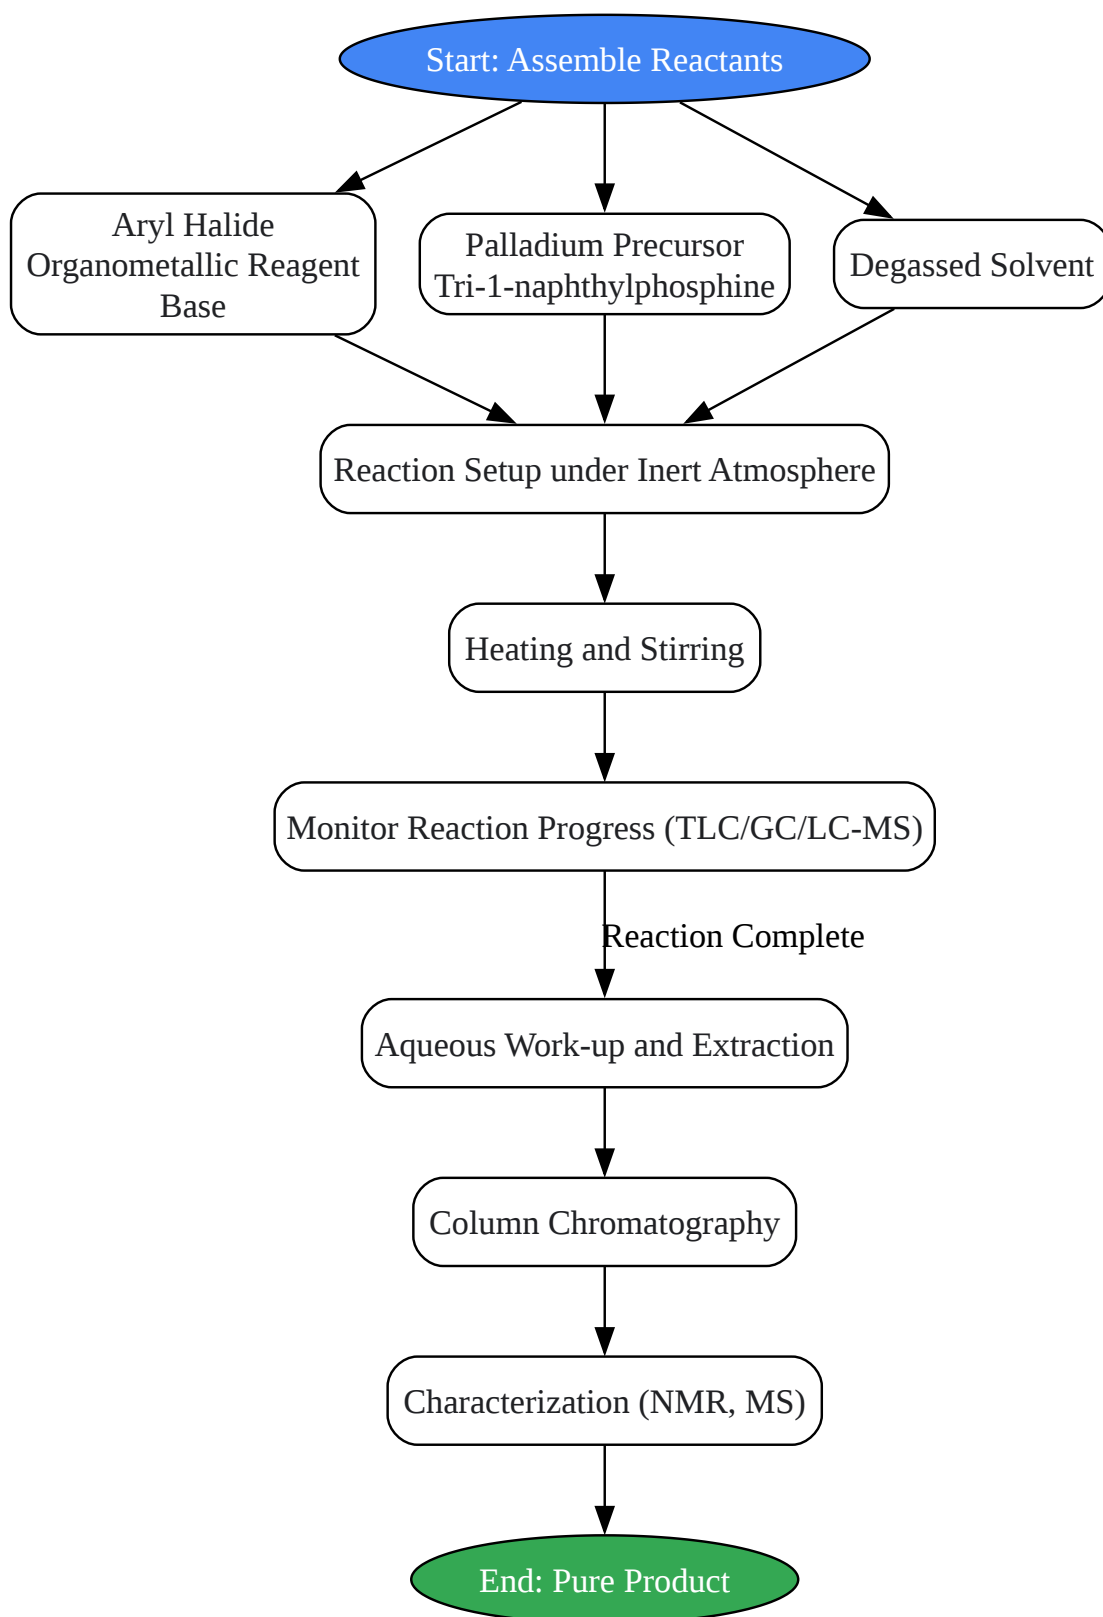 Start: Assemble Reactants
Aryl Halide
Organometallic Reagent
Base
Palladium Precursor
Tri-1-naphthylphosphine
Degassed Solvent
Reaction Setup under Inert Atmosphere
Heating and Stirring
Monitor Reaction Progress (TLC/GC/LC-MS)
Reaction Complete
Aqueous Work-up and Extraction
Column Chromatography
Characterization (NMR, MS)
End: Pure Product